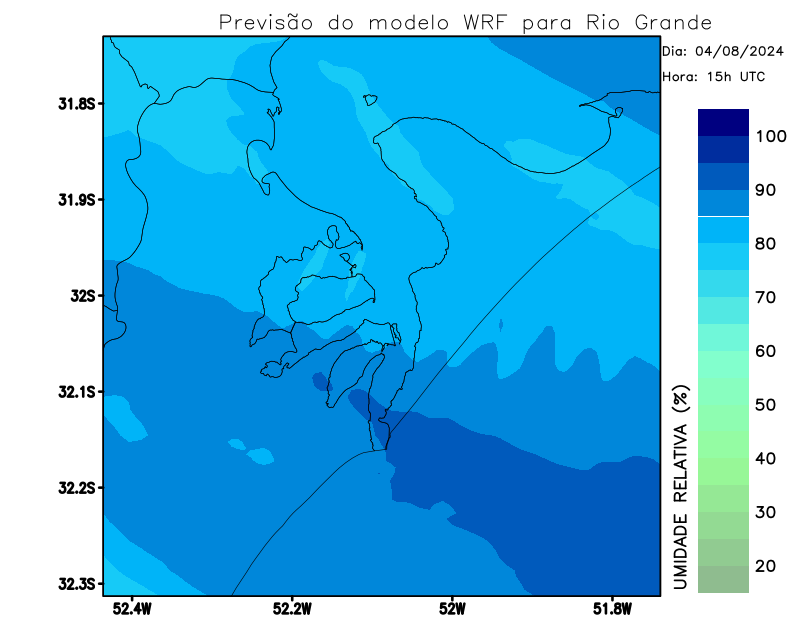 Previsão do modelo WRF para Rio Grande
Dia: 04/08/2024
Hora: 15h UTC
31.8S
31.9S
32S
32.1S
32.2S
32.3S
52.4W
52.2W
52W
51.8W
100
90
80
70
60
50
40
30
20
UMIDADE RELATIVA (%)